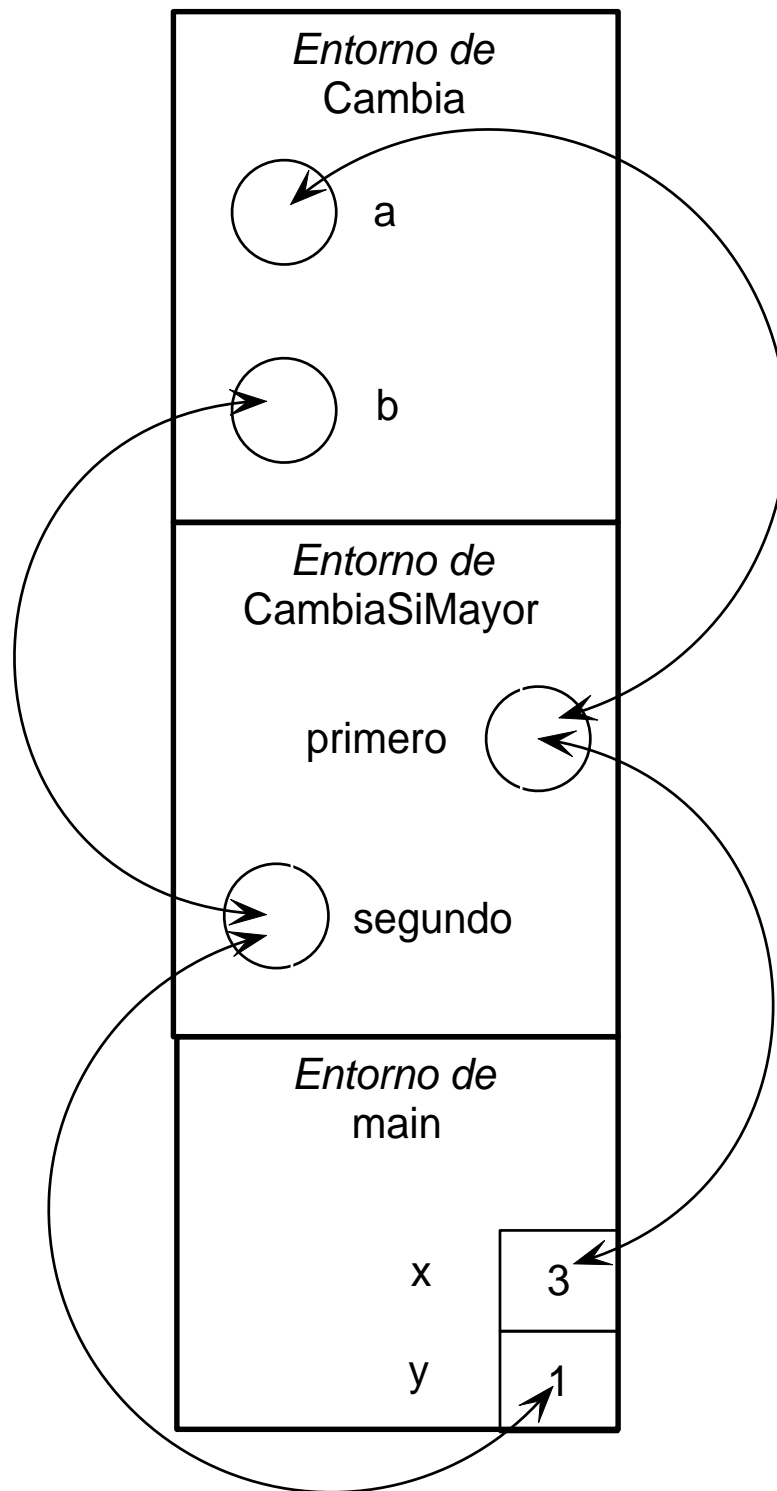 Entorno de
Cambia
a
b
Entorno de
CambiaSiMayor
primero
segundo
Entorno de
main
x 3
y 1